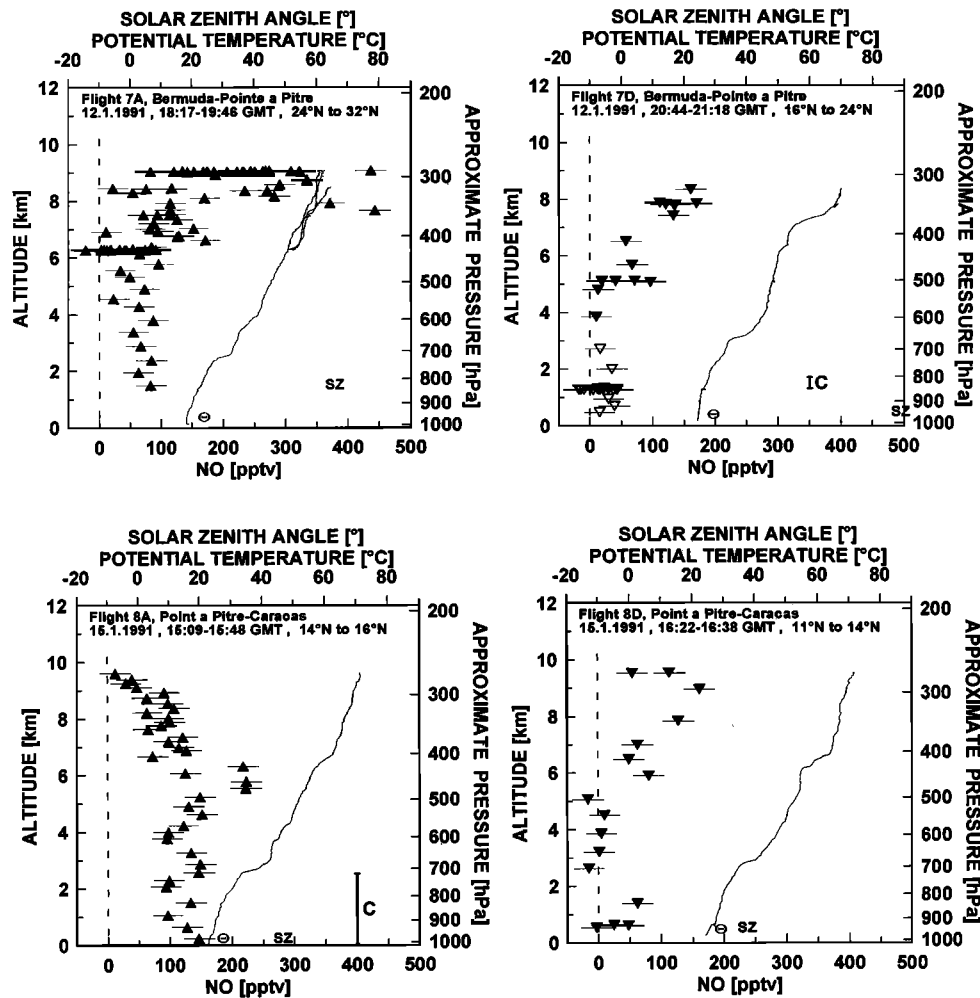 SOLAR ZENITH ANGLE [°]
POTENTIAL TEMPERATURE [°C]
-20 0 20 40 60 80 100
Flight 7A, Bermuda-Pointe a Pitre
12.1.1991 , 18:17-19:46 GMT , 24°N to 32°N
ALTITUDE [km]
12
10
8
6
4
2
0
APPROXIMATE PRESSURE [hPa]
200
300
400
500
600
700
800
900
1000
SZ
Θ
0 100 200 300 400 500
NO [pptv]
SOLAR ZENITH ANGLE [°]
POTENTIAL TEMPERATURE [°C]
-20 0 20 40 60 80
Flight 7D, Bermuda-Pointe a Pitre
12.1.1991 , 20:44-21:18 GMT , 16°N to 24°N
ALTITUDE [km]
12
10
8
6
4
2
0
APPROXIMATE PRESSURE [hPa]
200
300
400
500
600
700
800
900
1000
IC
Θ
SZ
0 100 200 300 400 500
NO [pptv]
SOLAR ZENITH ANGLE [°]
POTENTIAL TEMPERATURE [°C]
-20 0 20 40 60 80
Flight 8A, Point a Pitre-Caracas
15.1.1991 , 15:09-15:48 GMT , 14°N to 16°N
ALTITUDE [km]
12
10
8
6
4
2
0
APPROXIMATE PRESSURE [hPa]
200
300
400
500
600
700
800
900
1000
C
Θ
SZ
0 100 200 300 400 500
NO [pptv]
SOLAR ZENITH ANGLE [°]
POTENTIAL TEMPERATURE [°C]
-20 0 20 40 60 80
Flight 8D, Point a Pitre-Caracas
15.1.1991 , 16:22-16:38 GMT , 11°N to 14°N
ALTITUDE [km]
12
10
8
6
4
2
0
APPROXIMATE PRESSURE [hPa]
200
300
400
500
600
700
800
900
1000
Θ
SZ
0 100 200 300 400 500
NO [pptv]